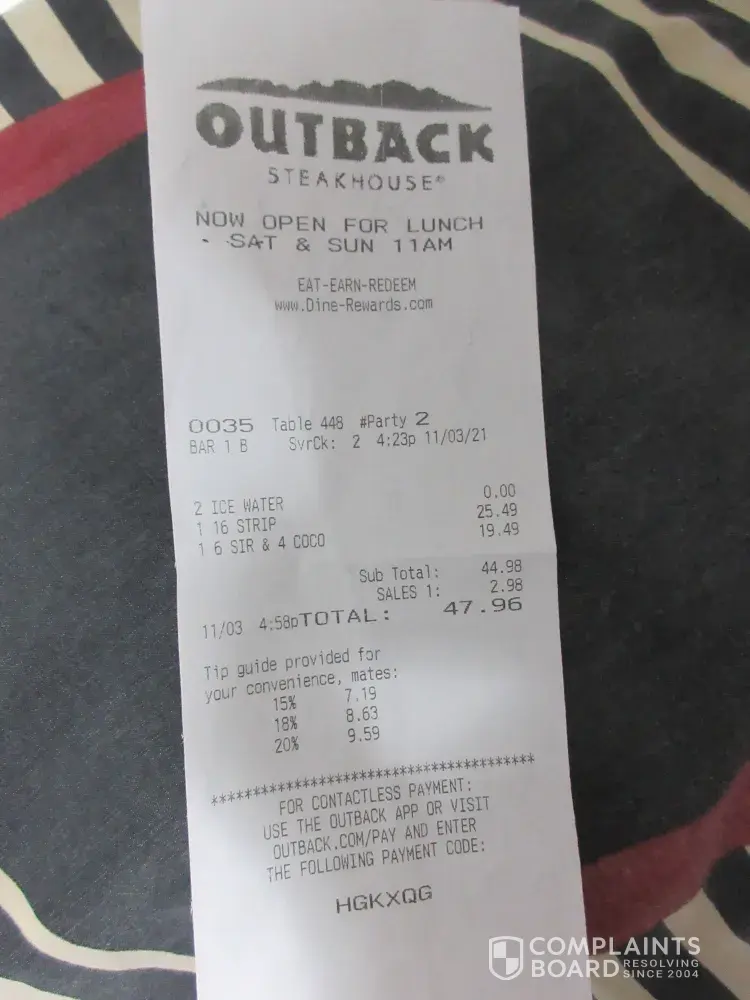 OUTBACK
STEAKHOUSE®
NOW OPEN FOR LUNCH
SAT & SUN 11AM
EAT-EARN-REDEEM
www.Dine-Rewards.com
0035 Table 448 #Party 2
BAR 1 B SvrCk: 2 4:23p 11/03/21
2 ICE WATER 0.00
1 16 STRIP 25.49
1 6 SIR & 4 COCO 19.49
Sub Total: 44.98
SALES 1: 2.98
11/03 4:58pTOTAL: 47.96
Tip guide provided for
your convenience, mates:
15% 7.19
18% 8.63
20% 9.59
****************************************
FOR CONTACTLESS PAYMENT:
USE THE OUTBACK APP OR VISIT
OUTBACK.COM/PAY AND ENTER
THE FOLLOWING PAYMENT CODE:
HGKXQG
COMPLAINTS
BOARD RESOLVING
SINCE 2004